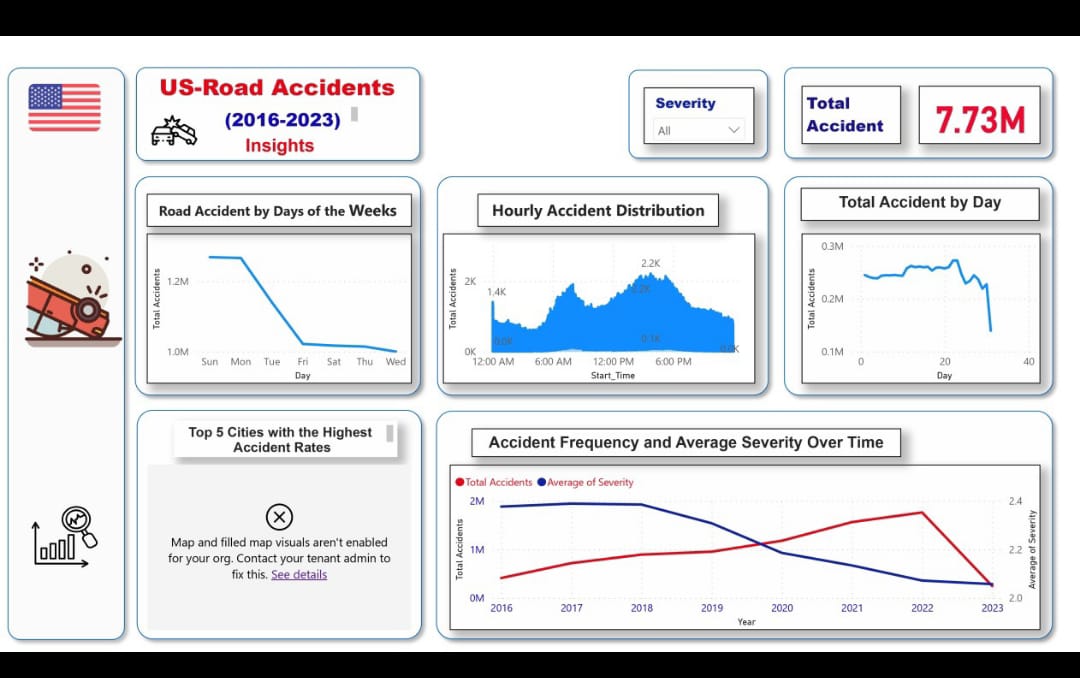 US-Road Accidents
(2016-2023)
Insights
Severity
All
Total
Accident
7.73M
Road Accident by Days of the Weeks
Total Accidents
1.2M
1.0M
Sun Mon Tue Fri Sat Thu Wed
Day
Hourly Accident Distribution
Total Accidents
2K
0K
1.4K
2.2K
0.0K
0.1K
12:00 AM 6:00 AM 12:00 PM 6:00 PM
Start_Time
Total Accident by Day
Total Accidents
0.3M
0.2M
0.1M
0 20 40
Day
Top 5 Cities with the Highest
Accident Rates
Map and filled map visuals aren't enabled
for your org. Contact your tenant admin to
fix this. See details
Accident Frequency and Average Severity Over Time
Total Accidents Average of Severity
Total Accidents
2M
1M
0M
2.4
2.2
2.0
Average of Severity
2016 2017 2018 2019 2020 2021 2022 2023
Year